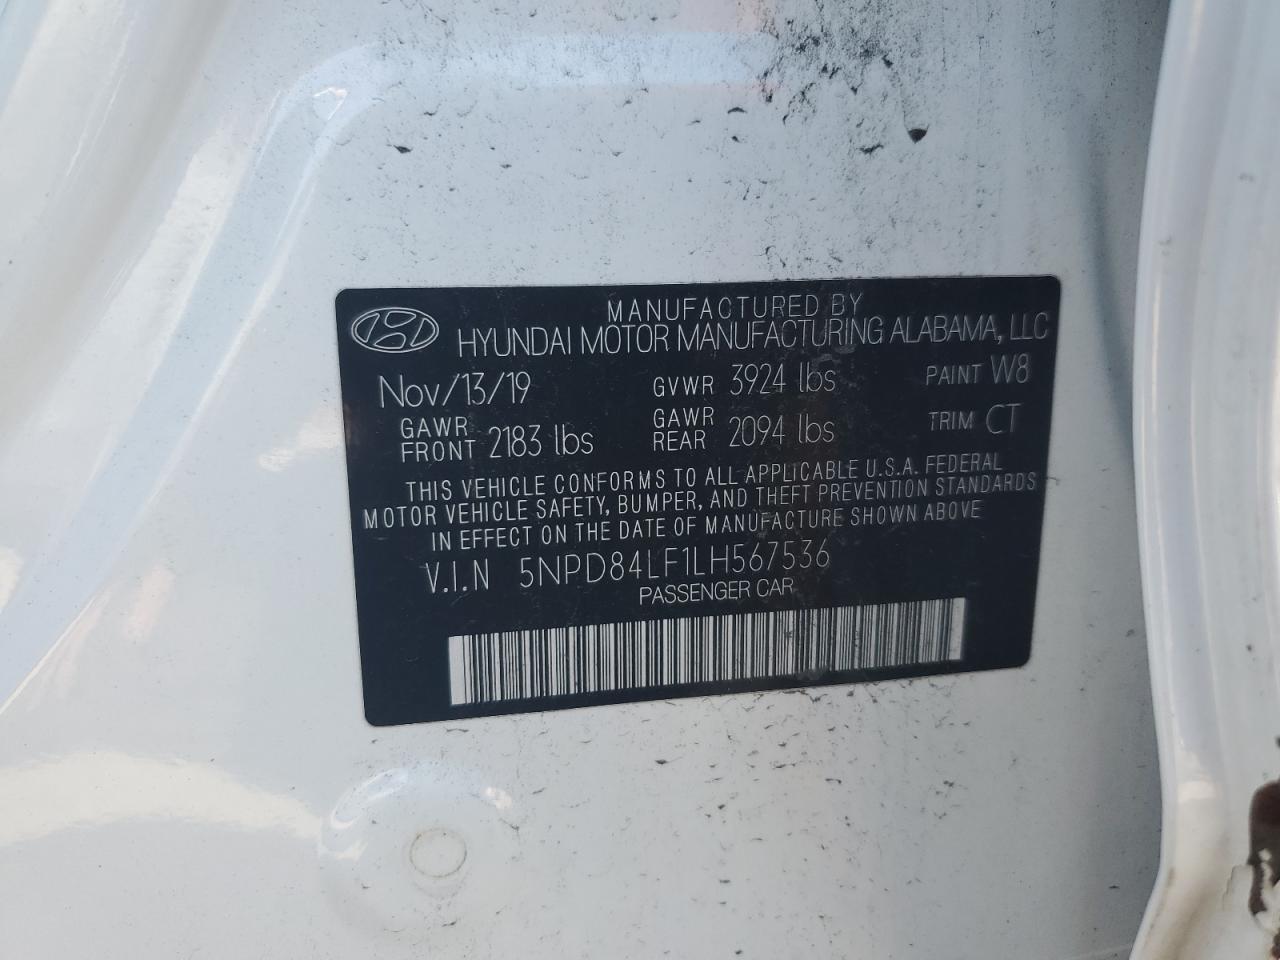 MANUFACTURED BY
HYUNDAI MOTOR MANUFACTURING ALABAMA, LLC
Nov/13/19 GVWR 3924 lbs PAINT W8
GAWR FRONT 2183 lbs GAWR REAR 2094 lbs TRIM CT
THIS VEHICLE CONFORMS TO ALL APPLICABLE U.S.A. FEDERAL
MOTOR VEHICLE SAFETY, BUMPER, AND THEFT PREVENTION STANDARDS
IN EFFECT ON THE DATE OF MANUFACTURE SHOWN ABOVE
V.I.N 5NPD84LF1LH567536
PASSENGER CAR